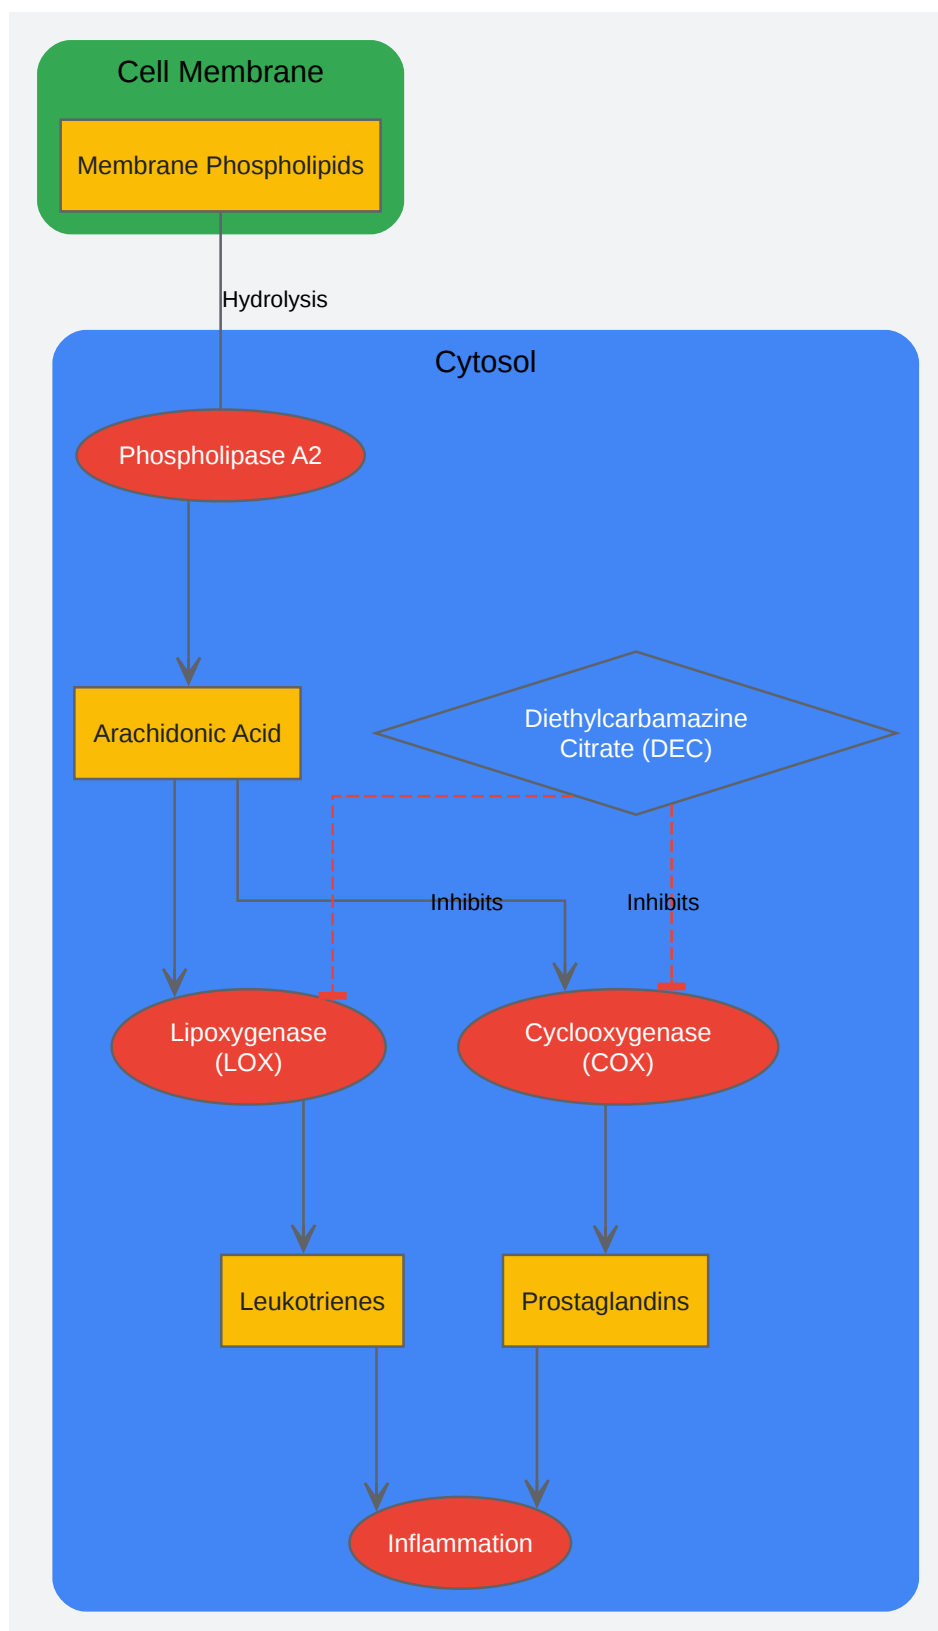 Cell Membrane
Membrane Phospholipids
Hydrolysis
Cytosol
Phospholipase A2
Arachidonic Acid
Diethylcarbamazine
Citrate (DEC)
Inhibits
Inhibits
Lipoxygenase
(LOX)
Cyclooxygenase
(COX)
Leukotrienes
Prostaglandins
Inflammation